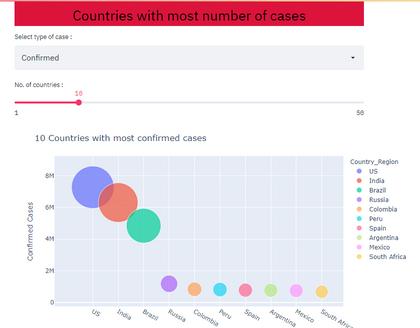 Countries with most number of cases
Select type of case :
Confirmed
No. of countries :
10
1 50
10 Countries with most confirmed cases
Country_Region
US
India
Brazil
Russia
Colombia
Peru
Spain
Argentina
Mexico
South Africa
8M
6M
4M
2M
0
Confirmed Cases
US
India
Brazil
Russia
Colombia
Peru
Spain
Argentina
Mexico
South Africa